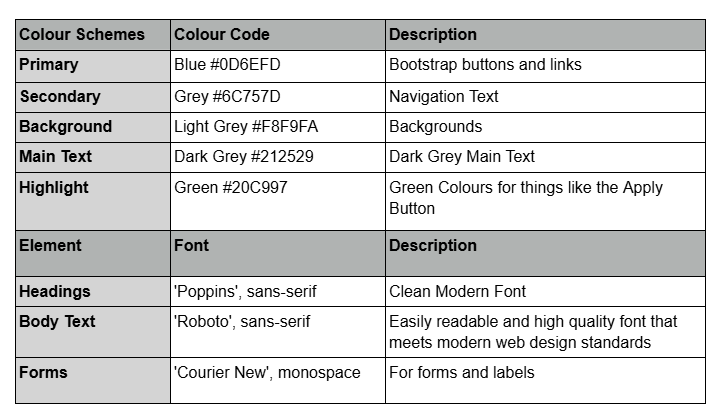 Colour Schemes Colour Code Description
Primary Blue #0D6EFD Bootstrap buttons and links
Secondary Grey #6C757D Navigation Text
Background Light Grey #F8F9FA Backgrounds
Main Text Dark Grey #212529 Dark Grey Main Text
Highlight Green #20C997 Green Colours for things like the Apply
Button
Element Font Description
Headings 'Poppins', sans-serif Clean Modern Font
Body Text 'Roboto', sans-serif Easily readable and high quality font that
meets modern web design standards
Forms 'Courier New', monospace For forms and labels